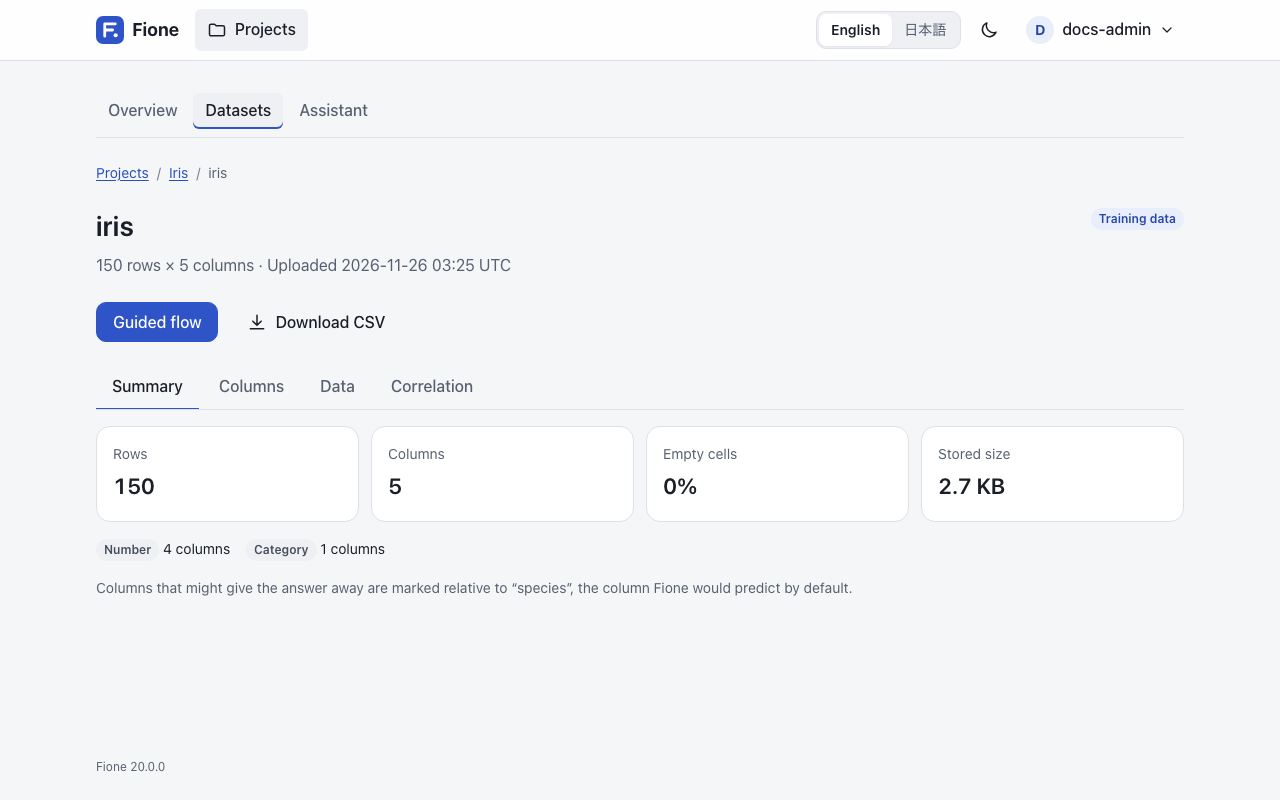 Fione Projects English 日本語 D docs-admin
Overview Datasets Assistant
Projects / Iris / iris
iris Training data
150 rows × 5 columns · Uploaded 2026-11-26 03:25 UTC
Guided flow Download CSV
Summary Columns Data Correlation
Rows Columns Empty cells Stored size
150 5 0% 2.7 KB
Number 4 columns Category 1 columns
Columns that might give the answer away are marked relative to “species”, the column Fione would predict by default.
Fione 20.0.0